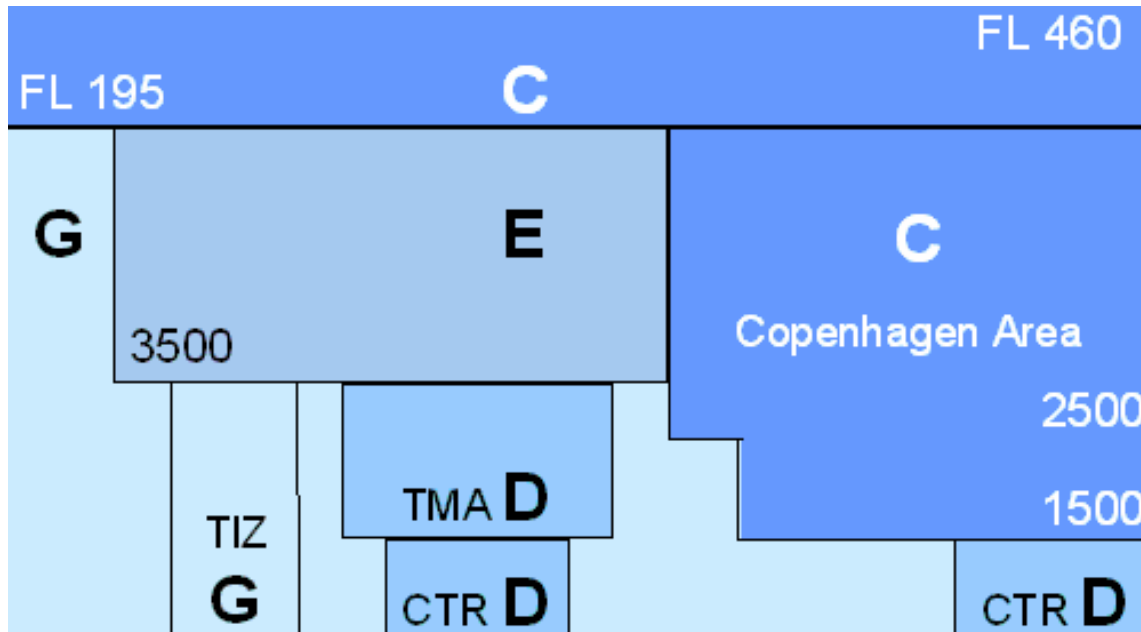 FL 460
FL 195
C
G
E
C
3500
Copenhagen Area
2500
TMA D
1500
TIZ
G
CTR D
CTR D